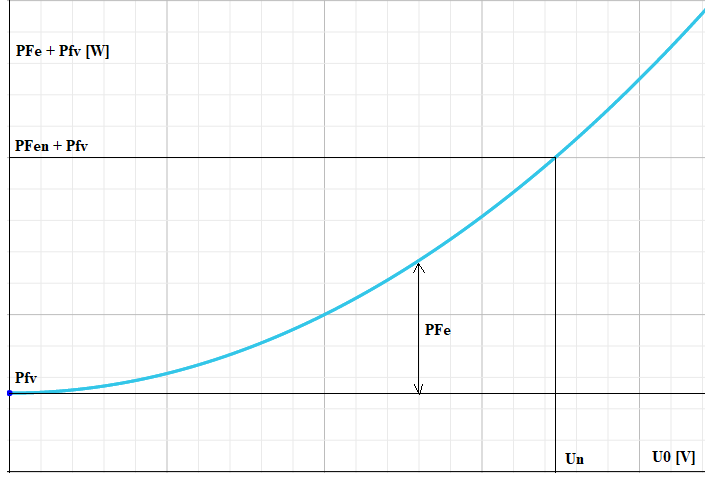 PFe + Pfv [W]
PFen + Pfv
PFe
Pfv
Un
U0 [V]